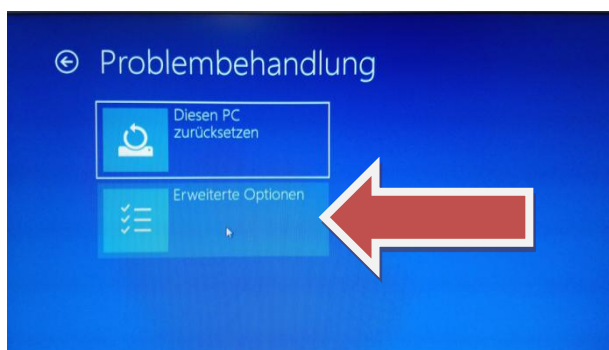 Problembehandlung
Diesen PC
zurücksetzen
Erweiterte Optionen